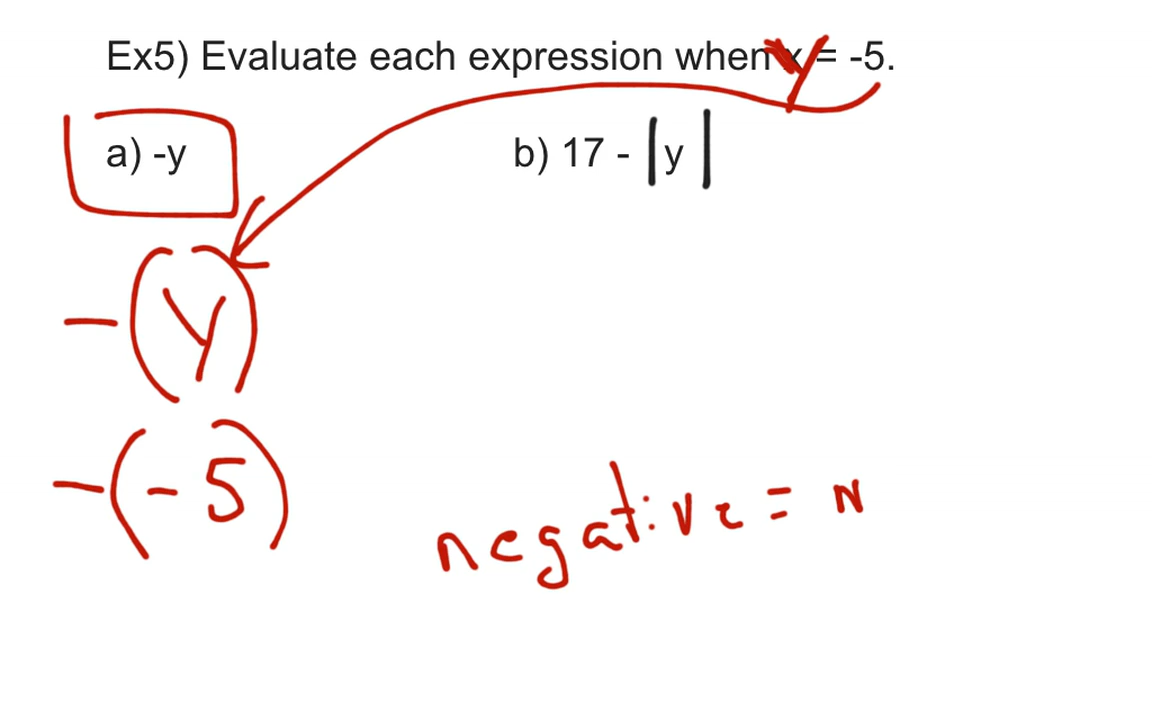 Ex5) Evaluate each expression when y = -5.
a) -y
b) 17 - |y|
-(y)
-(-5)
negative = N